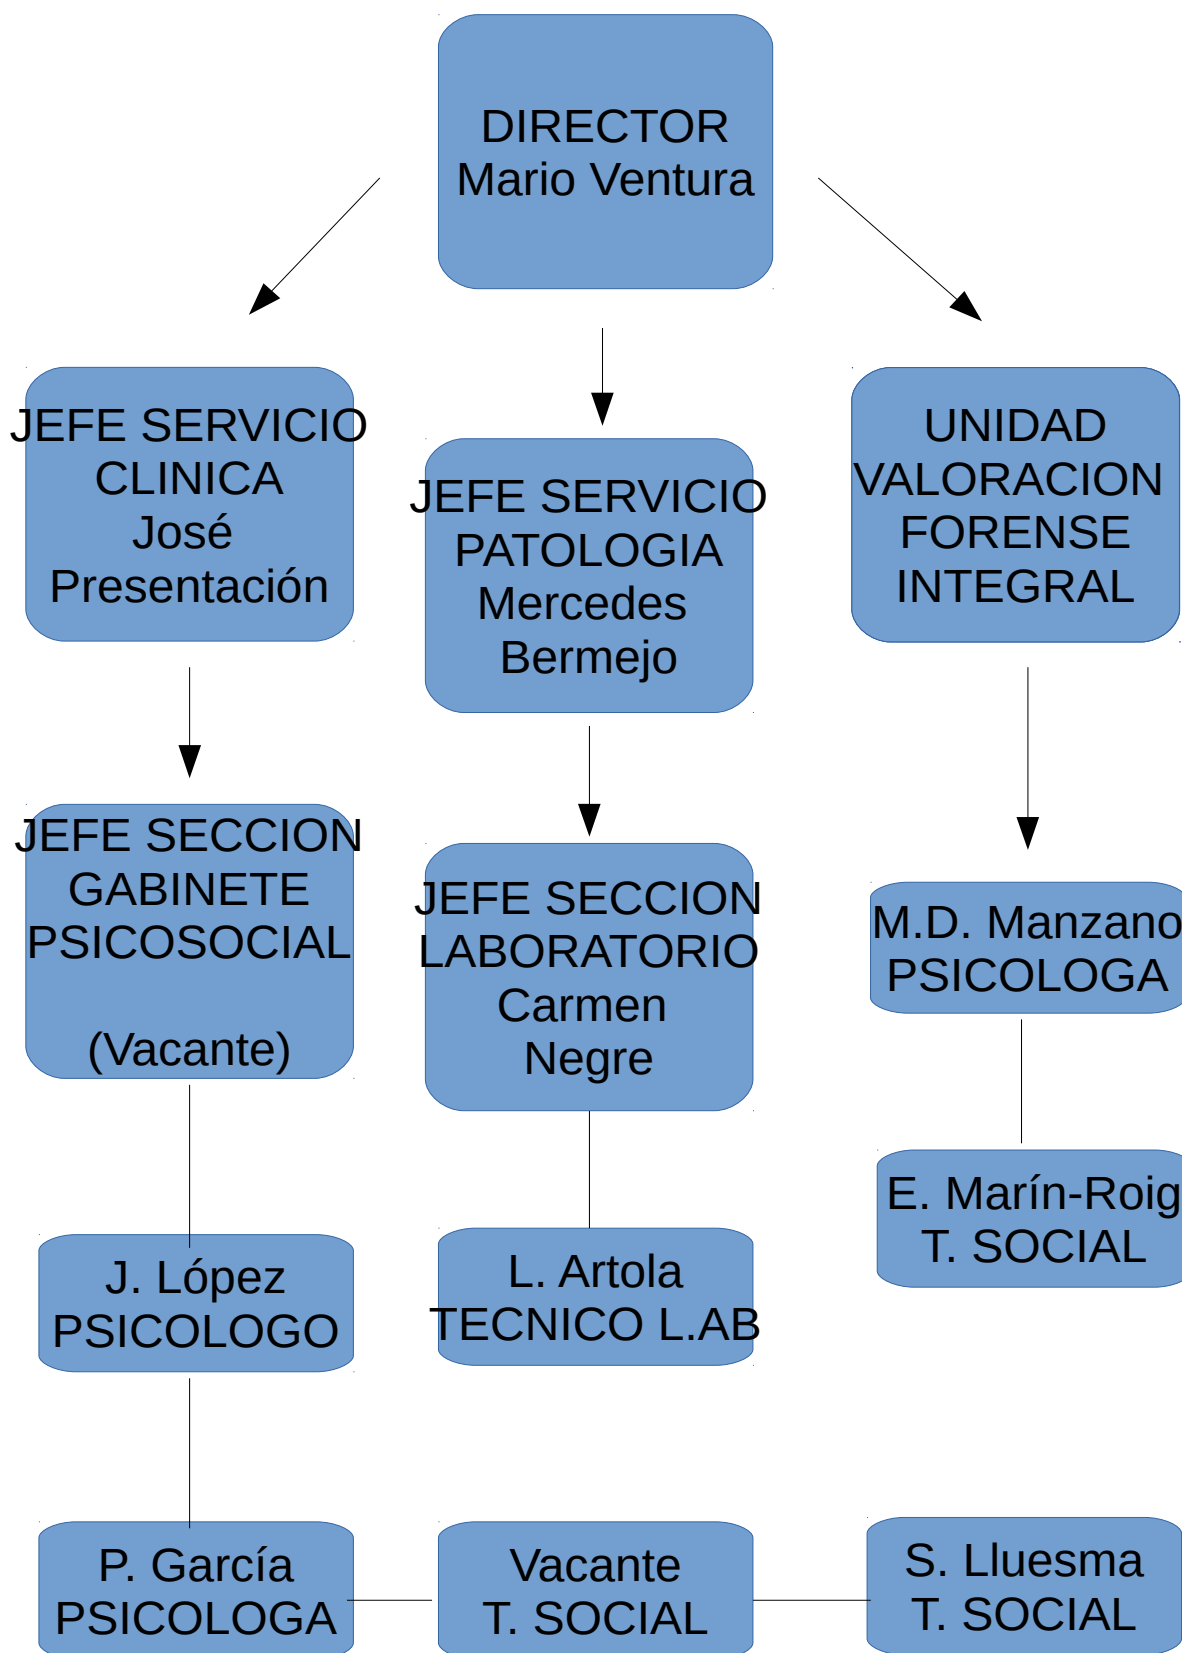 DIRECTOR
Mario Ventura
JEFE SERVICIO
CLINICA
José
Presentación
JEFE SERVICIO
PATOLOGIA
Mercedes
Bermejo
UNIDAD
VALORACION
FORENSE
INTEGRAL
JEFE SECCION
GABINETE
PSICOSOCIAL
(Vacante)
JEFE SECCION
LABORATORIO
Carmen
Negre
M.D. Manzano
PSICOLOGA
E. Marín-Roig
T. SOCIAL
J. López
PSICOLOGO
L. Artola
TECNICO L.AB
P. García
PSICOLOGA
Vacante
T. SOCIAL
S. Lluesma
T. SOCIAL